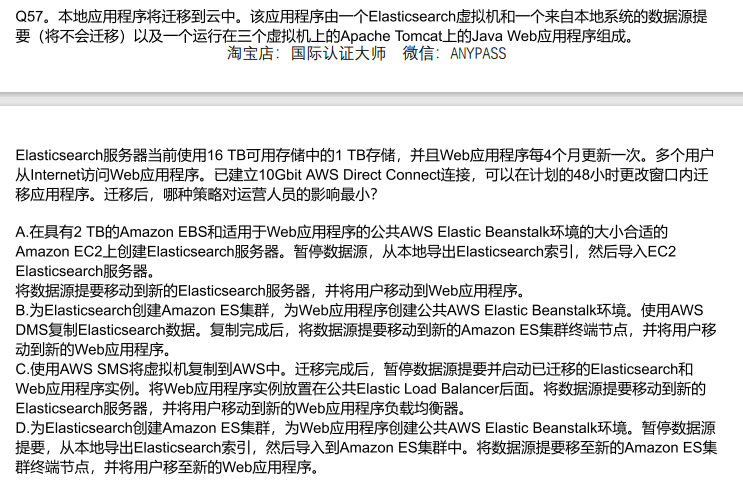 Q57。本地应用程序将迁移到云中。该应用程序由一个Elasticsearch虚拟机和一个来自本地系统的数据源提
要（将不会迁移）以及一个运行在三个虚拟机上的Apache Tomcat上的Java Web应用程序组成。
淘宝店：国际认证大师 微信：ANYPASS
Elasticsearch服务器当前使用16 TB可用存储中的1 TB存储，并且Web应用程序每4个月更新一次。多个用户
从Internet访问Web应用程序。已建立10Gbit AWS Direct Connect连接，可以在计划的48小时更改窗口内迁
移应用程序。迁移后，哪种策略对运营人员的影响最小？
A.在具有2 TB的Amazon EBS和适用于Web应用程序的公共AWS Elastic Beanstalk环境的大小合适的
Amazon EC2上创建Elasticsearch服务器。暂停数据源，从本地导出Elasticsearch索引，然后导入EC2
Elasticsearch服务器。
将数据源提要移动到新的Elasticsearch服务器，并将用户移动到Web应用程序。
B.为Elasticsearch创建Amazon ES集群，为Web应用程序创建公共AWS Elastic Beanstalk环境。使用AWS
DMS复制Elasticsearch数据。复制完成后，将数据源提要移动到新的Amazon ES集群终端节点，并将用户移
动到新的Web应用程序。
C.使用AWS SMS将虚拟机复制到AWS中。迁移完成后，暂停数据源提要并启动已迁移的Elasticsearch和
Web应用程序实例。将Web应用程序实例放置在公共Elastic Load Balancer后面。将数据源提要移动到新的
Elasticsearch服务器，并将用户移动到新的Web应用程序负载均衡器。
D.为Elasticsearch创建Amazon ES集群，为Web应用程序创建公共AWS Elastic Beanstalk环境。暂停数据源
提要，从本地导出Elasticsearch索引，然后导入到Amazon ES集群中。将数据源提要移至新的Amazon ES集
群终端节点，并将用户移至新的Web应用程序。